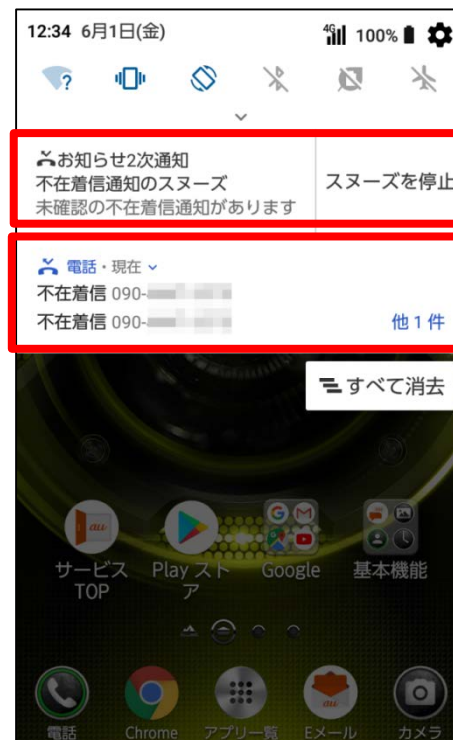 12:34 6月1日(金) 4G 100%
お知らせ2次通知
不在着信通知のスヌーズ
未確認の不在着信通知があります
スヌーズを停止
電話・現在
不在着信 090-
不在着信 090-
他1件
すべて消去
au
サービス
TOP
Play スト
ア
Google
基本機能
電話
Chrome
アプリ一覧
au
Eメール
カメラ